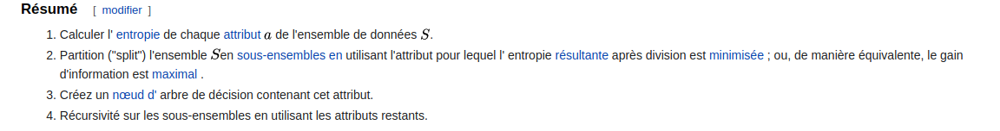 Résumé [ modifier ]
1. Calculer l' entropie de chaque attribut a de l'ensemble de données S.
2. Partition ("split") l'ensemble Sen sous-ensembles en utilisant l'attribut pour lequel l' entropie résultante après division est minimisée ; ou, de manière équivalente, le gain
d'information est maximal .
3. Créez un nœud d' arbre de décision contenant cet attribut.
4. Récursivité sur les sous-ensembles en utilisant les attributs restants.